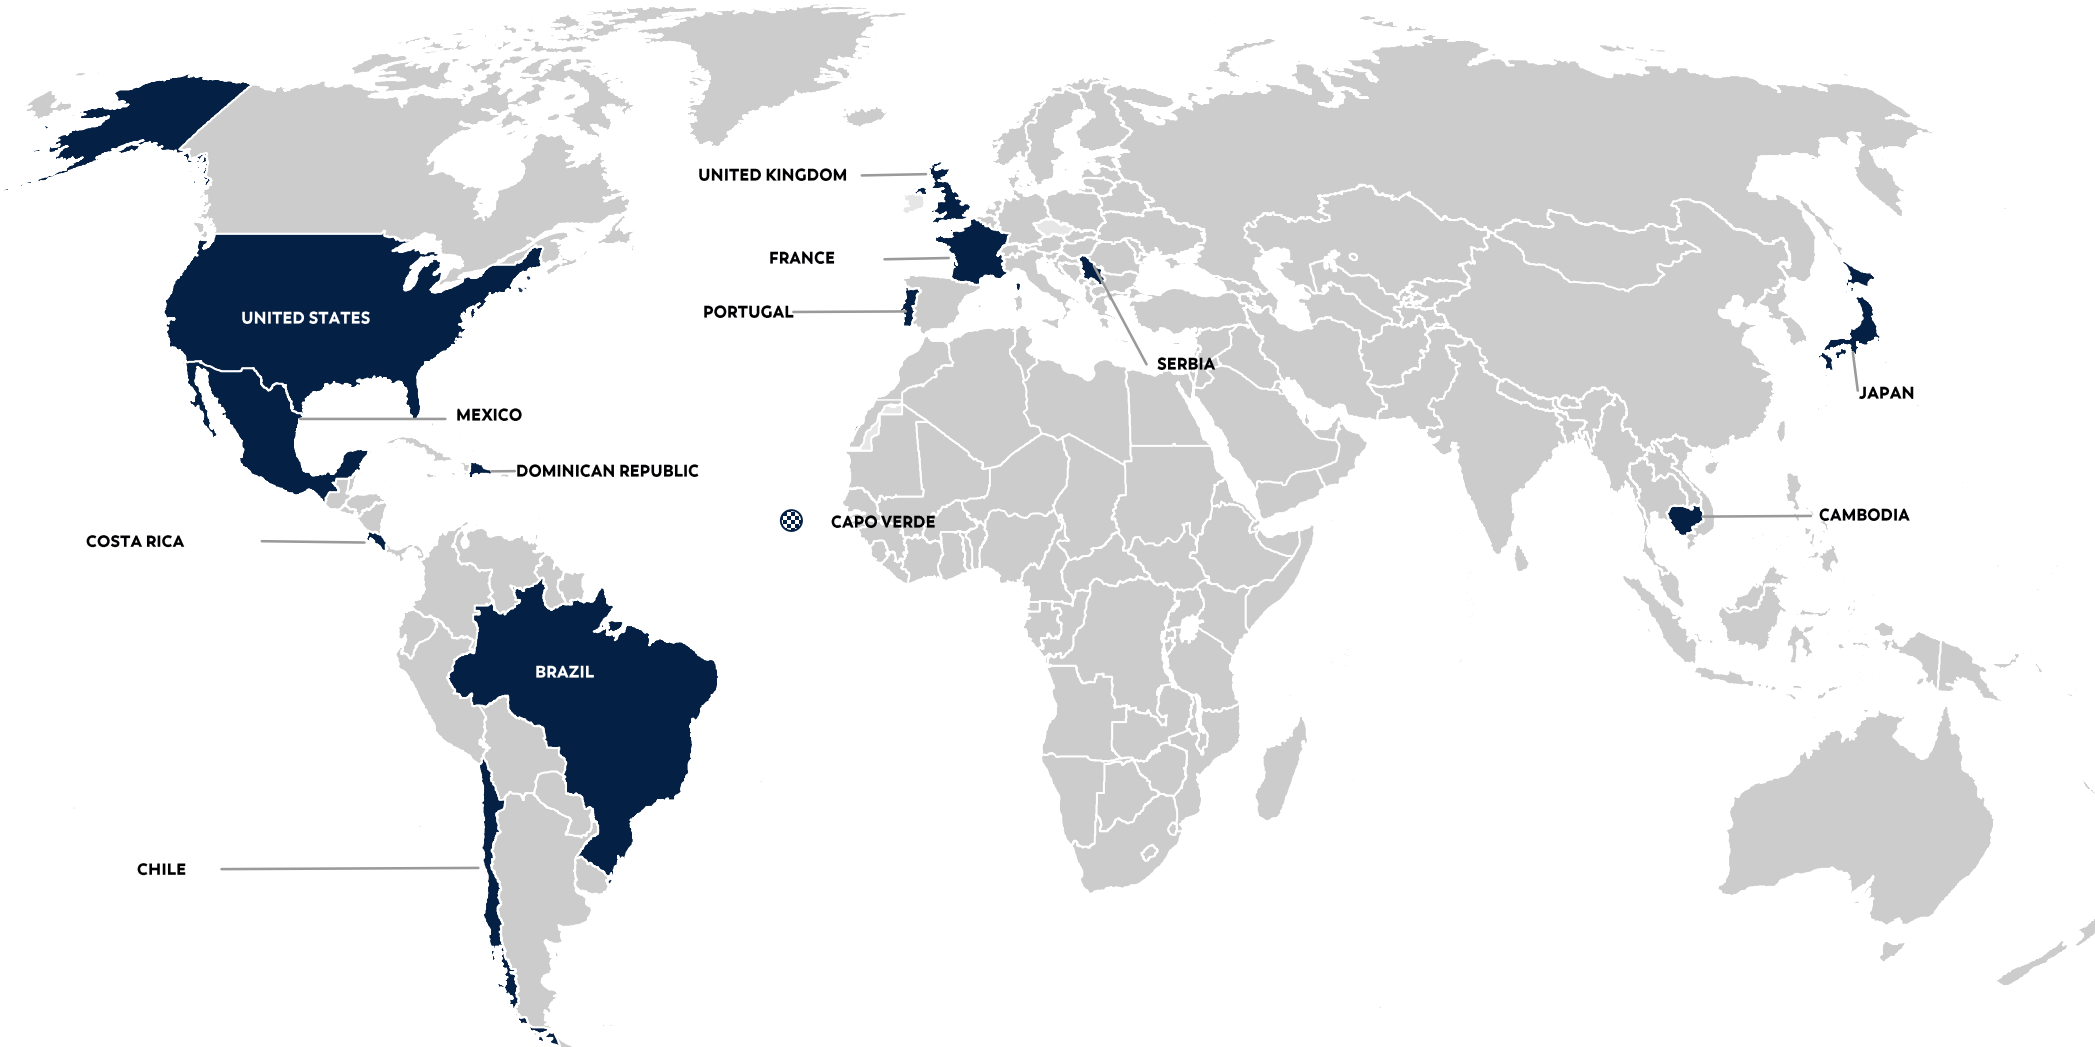 UNITED KINGDOM
FRANCE
PORTUGAL
UNITED STATES
SERBIA
JAPAN
MEXICO
DOMINICAN REPUBLIC
CAPO VERDE
CAMBODIA
COSTA RICA
BRAZIL
CHILE